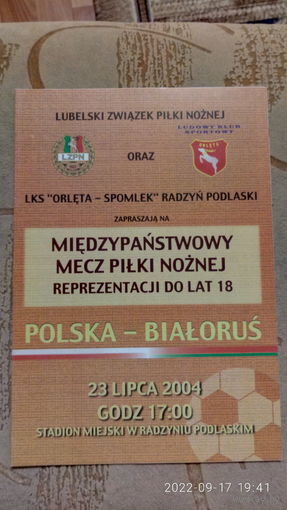 LUBELSKI ZWIĄZEK PIŁKI NOŻNEJ
LUDOWY KLUB
SPORTOWY
ORLĘTA
LZPN
ORAZ
LKS "ORLĘTA – SPOMLEK" RADZYŃ PODLASKI
ZAPRASZAJĄ NA
MIĘDZYPAŃSTWOWY
MECZ PIŁKI NOŻNEJ
REPREZENTACJI DO LAT 18
POLSKA – BIAŁORUŚ
23 LIPCA 2004
GODZ 17:00
STADION MIEJSKI W RADZYNIU PODLASKIM
2022-09-17 19:41